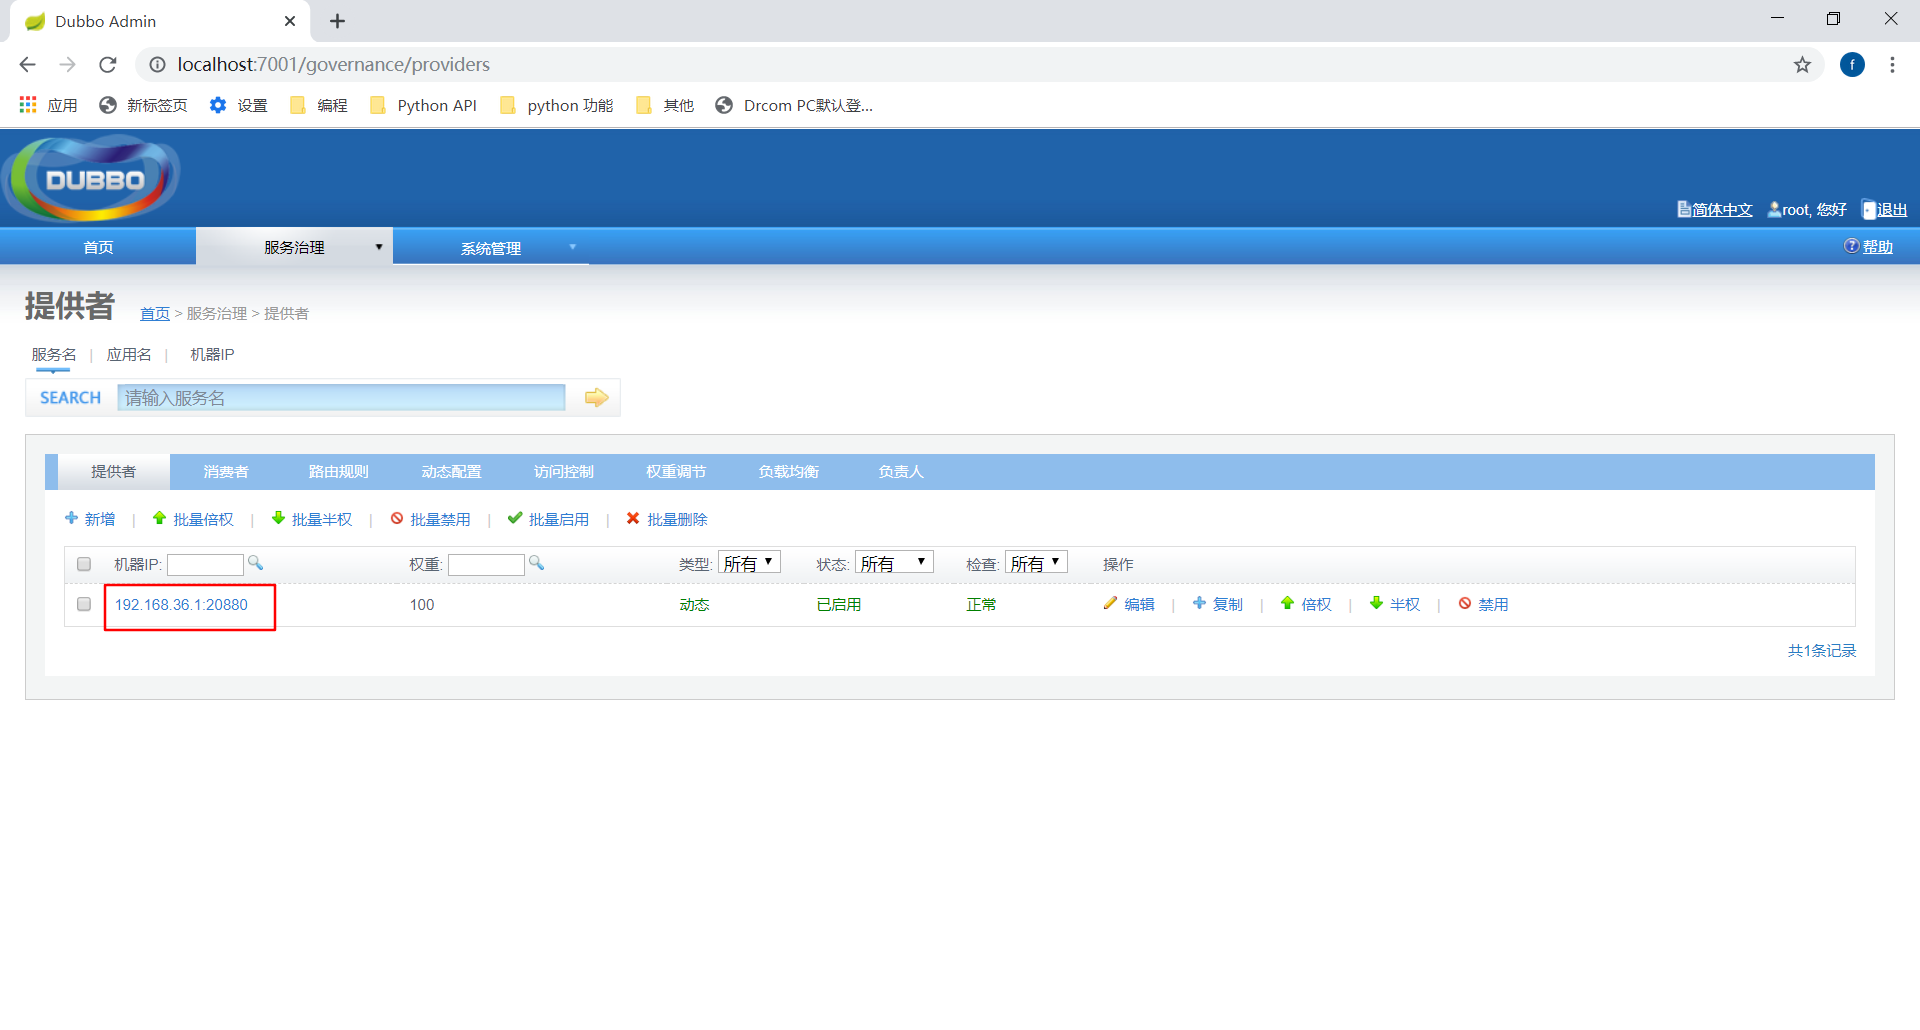 Dubbo Admin
localhost:7001/governance/providers
f
应用 新标签页 设置 编程 Python API python 功能 其他 Drcom PC默认登...
DUBBO
简体中文 root, 您好 退出
首页 服务治理 系统管理 帮助
提供者 首页 > 服务治理 > 提供者
服务名 | 应用名 | 机器IP
SEARCH 请输入服务名
提供者 消费者 路由规则 动态配置 访问控制 权重调节 负载均衡 负责人
新增 | 批量倍权 | 批量半权 | 批量禁用 | 批量启用 | 批量删除
机器IP: 权重: 类型: 所有 状态: 所有 检查: 所有 操作
192.168.36.1:20880 100 动态 已启用 正常 编辑 | 复制 | 倍权 | 半权 | 禁用
共1条记录